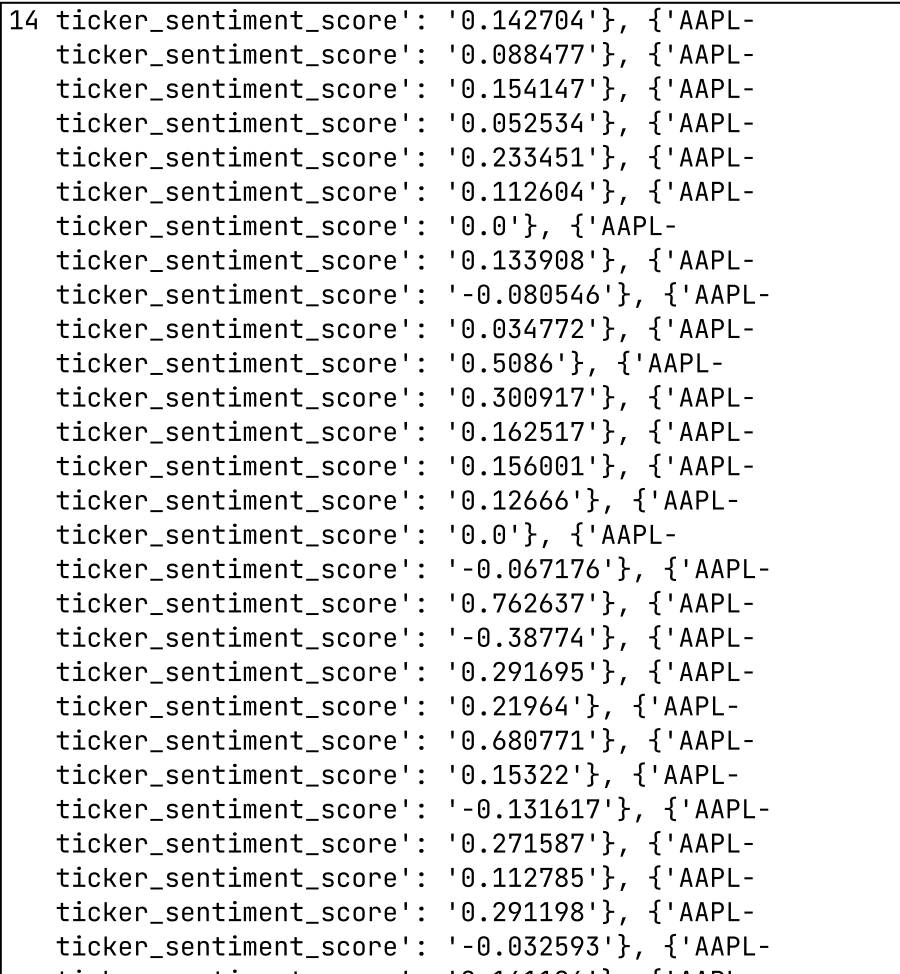 14 ticker_sentiment_score': '0.142704'}, {'AAPL-
ticker_sentiment_score': '0.088477'}, {'AAPL-
ticker_sentiment_score': '0.154147'}, {'AAPL-
ticker_sentiment_score': '0.052534'}, {'AAPL-
ticker_sentiment_score': '0.233451'}, {'AAPL-
ticker_sentiment_score': '0.112604'}, {'AAPL-
ticker_sentiment_score': '0.0'}, {'AAPL-
ticker_sentiment_score': '0.133908'}, {'AAPL-
ticker_sentiment_score': '-0.080546'}, {'AAPL-
ticker_sentiment_score': '0.034772'}, {'AAPL-
ticker_sentiment_score': '0.5086'}, {'AAPL-
ticker_sentiment_score': '0.300917'}, {'AAPL-
ticker_sentiment_score': '0.162517'}, {'AAPL-
ticker_sentiment_score': '0.156001'}, {'AAPL-
ticker_sentiment_score': '0.12666'}, {'AAPL-
ticker_sentiment_score': '0.0'}, {'AAPL-
ticker_sentiment_score': '-0.067176'}, {'AAPL-
ticker_sentiment_score': '0.762637'}, {'AAPL-
ticker_sentiment_score': '-0.38774'}, {'AAPL-
ticker_sentiment_score': '0.291695'}, {'AAPL-
ticker_sentiment_score': '0.21964'}, {'AAPL-
ticker_sentiment_score': '0.680771'}, {'AAPL-
ticker_sentiment_score': '0.15322'}, {'AAPL-
ticker_sentiment_score': '-0.131617'}, {'AAPL-
ticker_sentiment_score': '0.271587'}, {'AAPL-
ticker_sentiment_score': '0.112785'}, {'AAPL-
ticker_sentiment_score': '0.291198'}, {'AAPL-
ticker_sentiment_score': '-0.032593'}, {'AAPL-